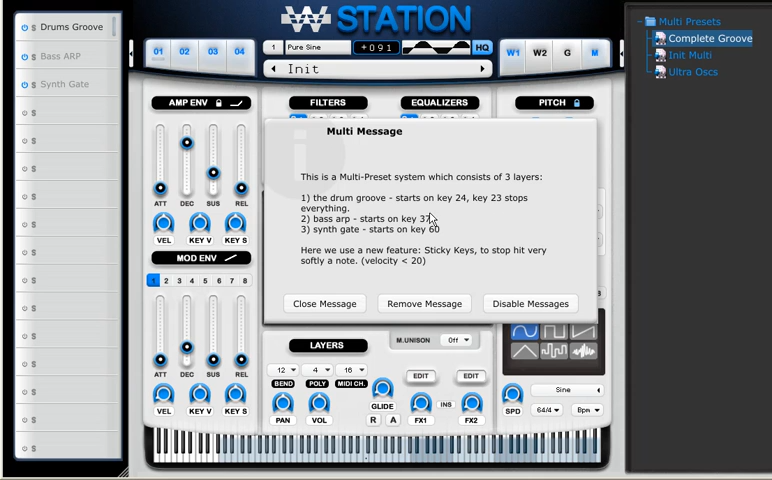 Drums Groove
Bass ARP
Synth Gate
W STATION
01 02 03 04
1 Pure Sine +091 HQ
W1 W2 G M
Init
AMP ENV
FILTERS
EQUALIZERS
PITCH
ATT DEC SUS REL
VEL KEY V KEY S
MOD ENV
1 2 3 4 5 6 7 8
ATT DEC SUS REL
VEL KEY V KEY S
Multi Message
This is a Multi-Preset system which consists of 3 layers:
1) the drum groove - starts on key 24, key 23 stops
everything.
2) bass arp - starts on key 37
3) synth gate - starts on key 60
Here we use a new feature: Sticky Keys, to stop hit very
softly a note. (velocity < 20)
Close Message Remove Message Disable Messages
LAYERS
M.UNISON Off
12 4 16
BEND POLY MIDI CH.
EDIT EDIT
PAN VOL
GLIDE
R A
INS
FX1 FX2
Sine
SPD 64/4 Bpm
Multi Presets
Complete Groove
Init Multi
Ultra Oscs